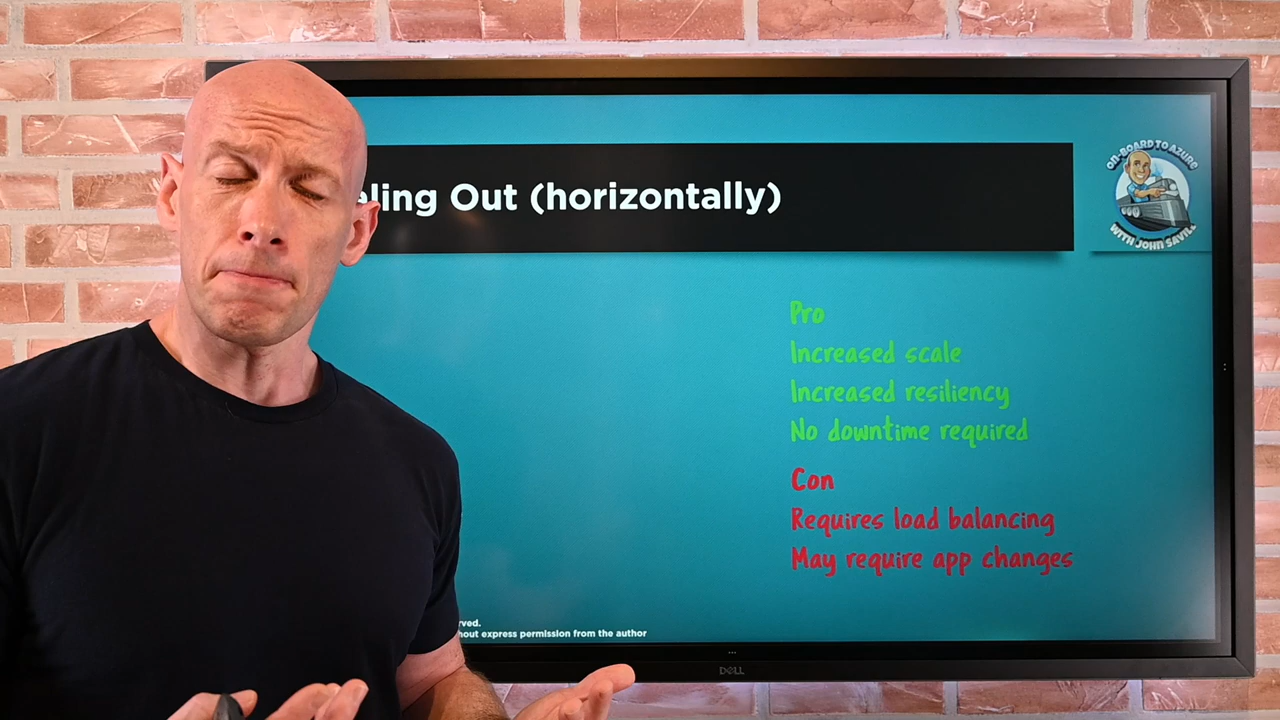 ling Out (horizontally)
ON-BOARD TO AZURE
WITH JOHN SAVILL
Pro
Increased scale
Increased resiliency
No downtime required
Con
Requires load balancing
May require app changes
rved.
hout express permission from the author
DELL